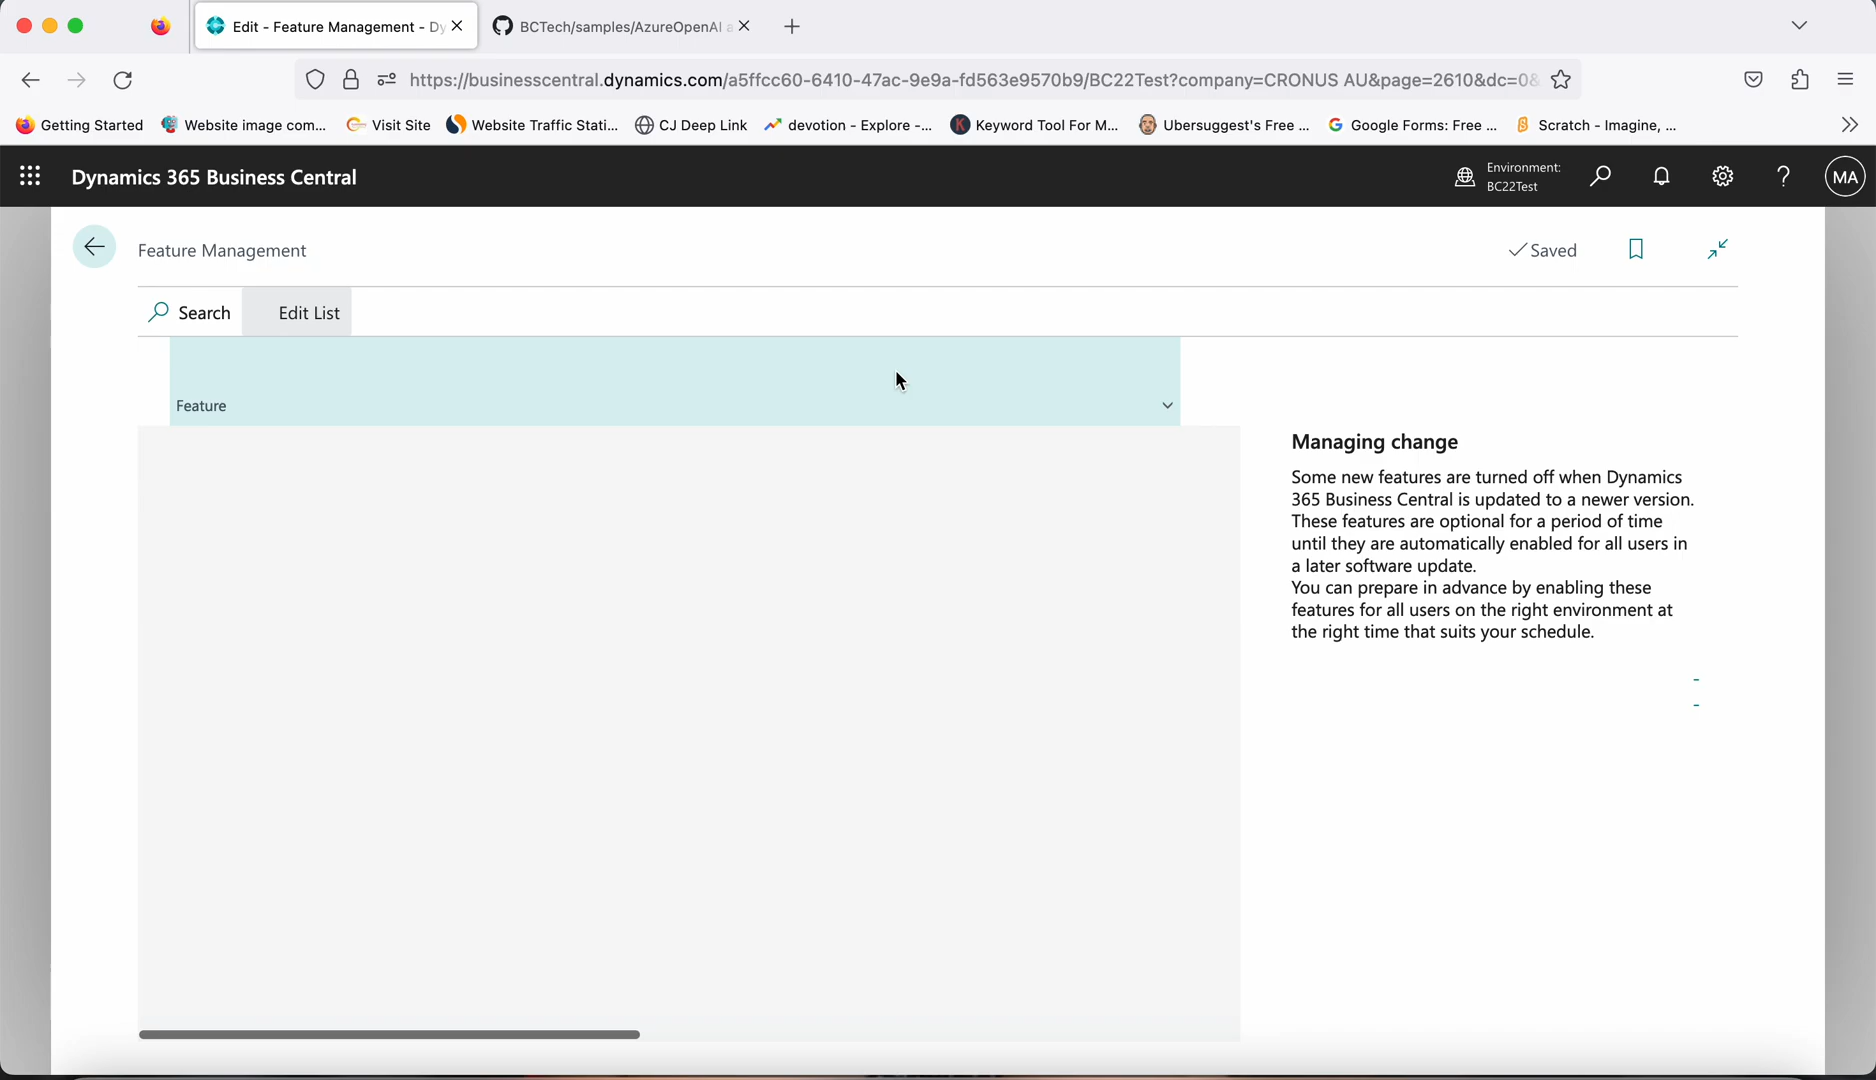 Edit - Feature Management - Dy
BCTech/samples/AzureOpenAI a
https://businesscentral.dynamics.com/a5ffcc60-6410-47ac-9e9a-fd563e9570b9/BC22Test?company=CRONUS AU&page=2610&dc=0&
Getting Started
Website image com...
Visit Site
Website Traffic Stati...
CJ Deep Link
devotion - Explore -...
Keyword Tool For M...
Ubersuggest's Free ...
Google Forms: Free ...
Scratch - Imagine, ...
Dynamics 365 Business Central
Environment:
BC22Test
MA
Feature Management
Saved
Search
Edit List
Feature
Managing change
Some new features are turned off when Dynamics
365 Business Central is updated to a newer version.
These features are optional for a period of time
until they are automatically enabled for all users in
a later software update.
You can prepare in advance by enabling these
features for all users on the right environment at
the right time that suits your schedule.
-
-